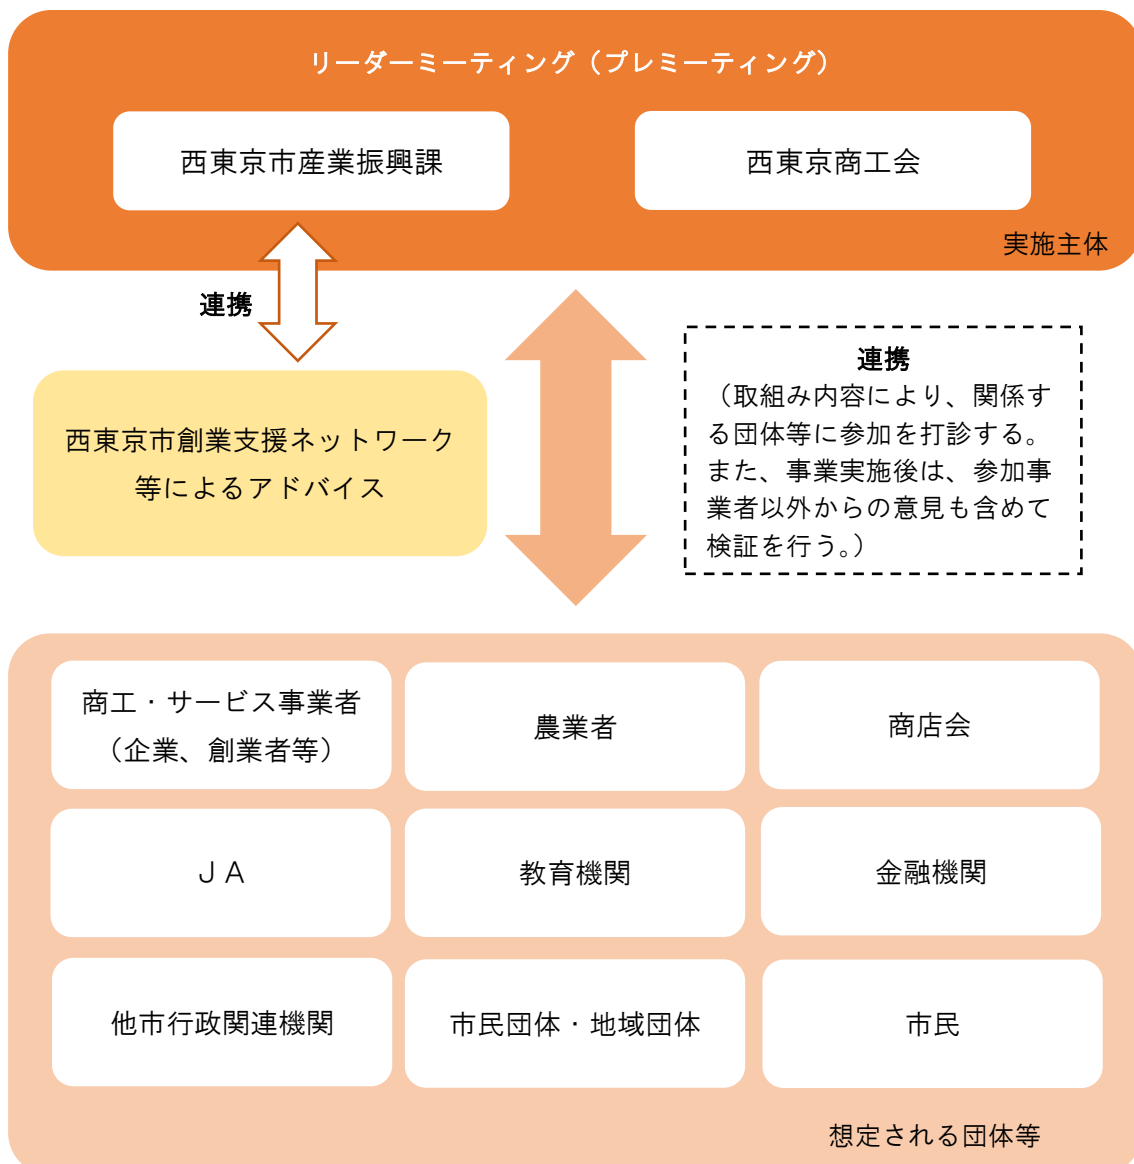 リーダーミーティング（プレミーティング）
西東京市産業振興課
西東京商工会
実施主体
連携
連携
（取組み内容により、関係す
る団体等に参加を打診する。
また、事業実施後は、参加事
業者以外からの意見も含めて
検証を行う。）
西東京市創業支援ネットワーク
等によるアドバイス
商工・サービス事業者
（企業、創業者等）
農業者
商店会
ＪＡ
教育機関
金融機関
他市行政関連機関
市民団体・地域団体
市民
想定される団体等